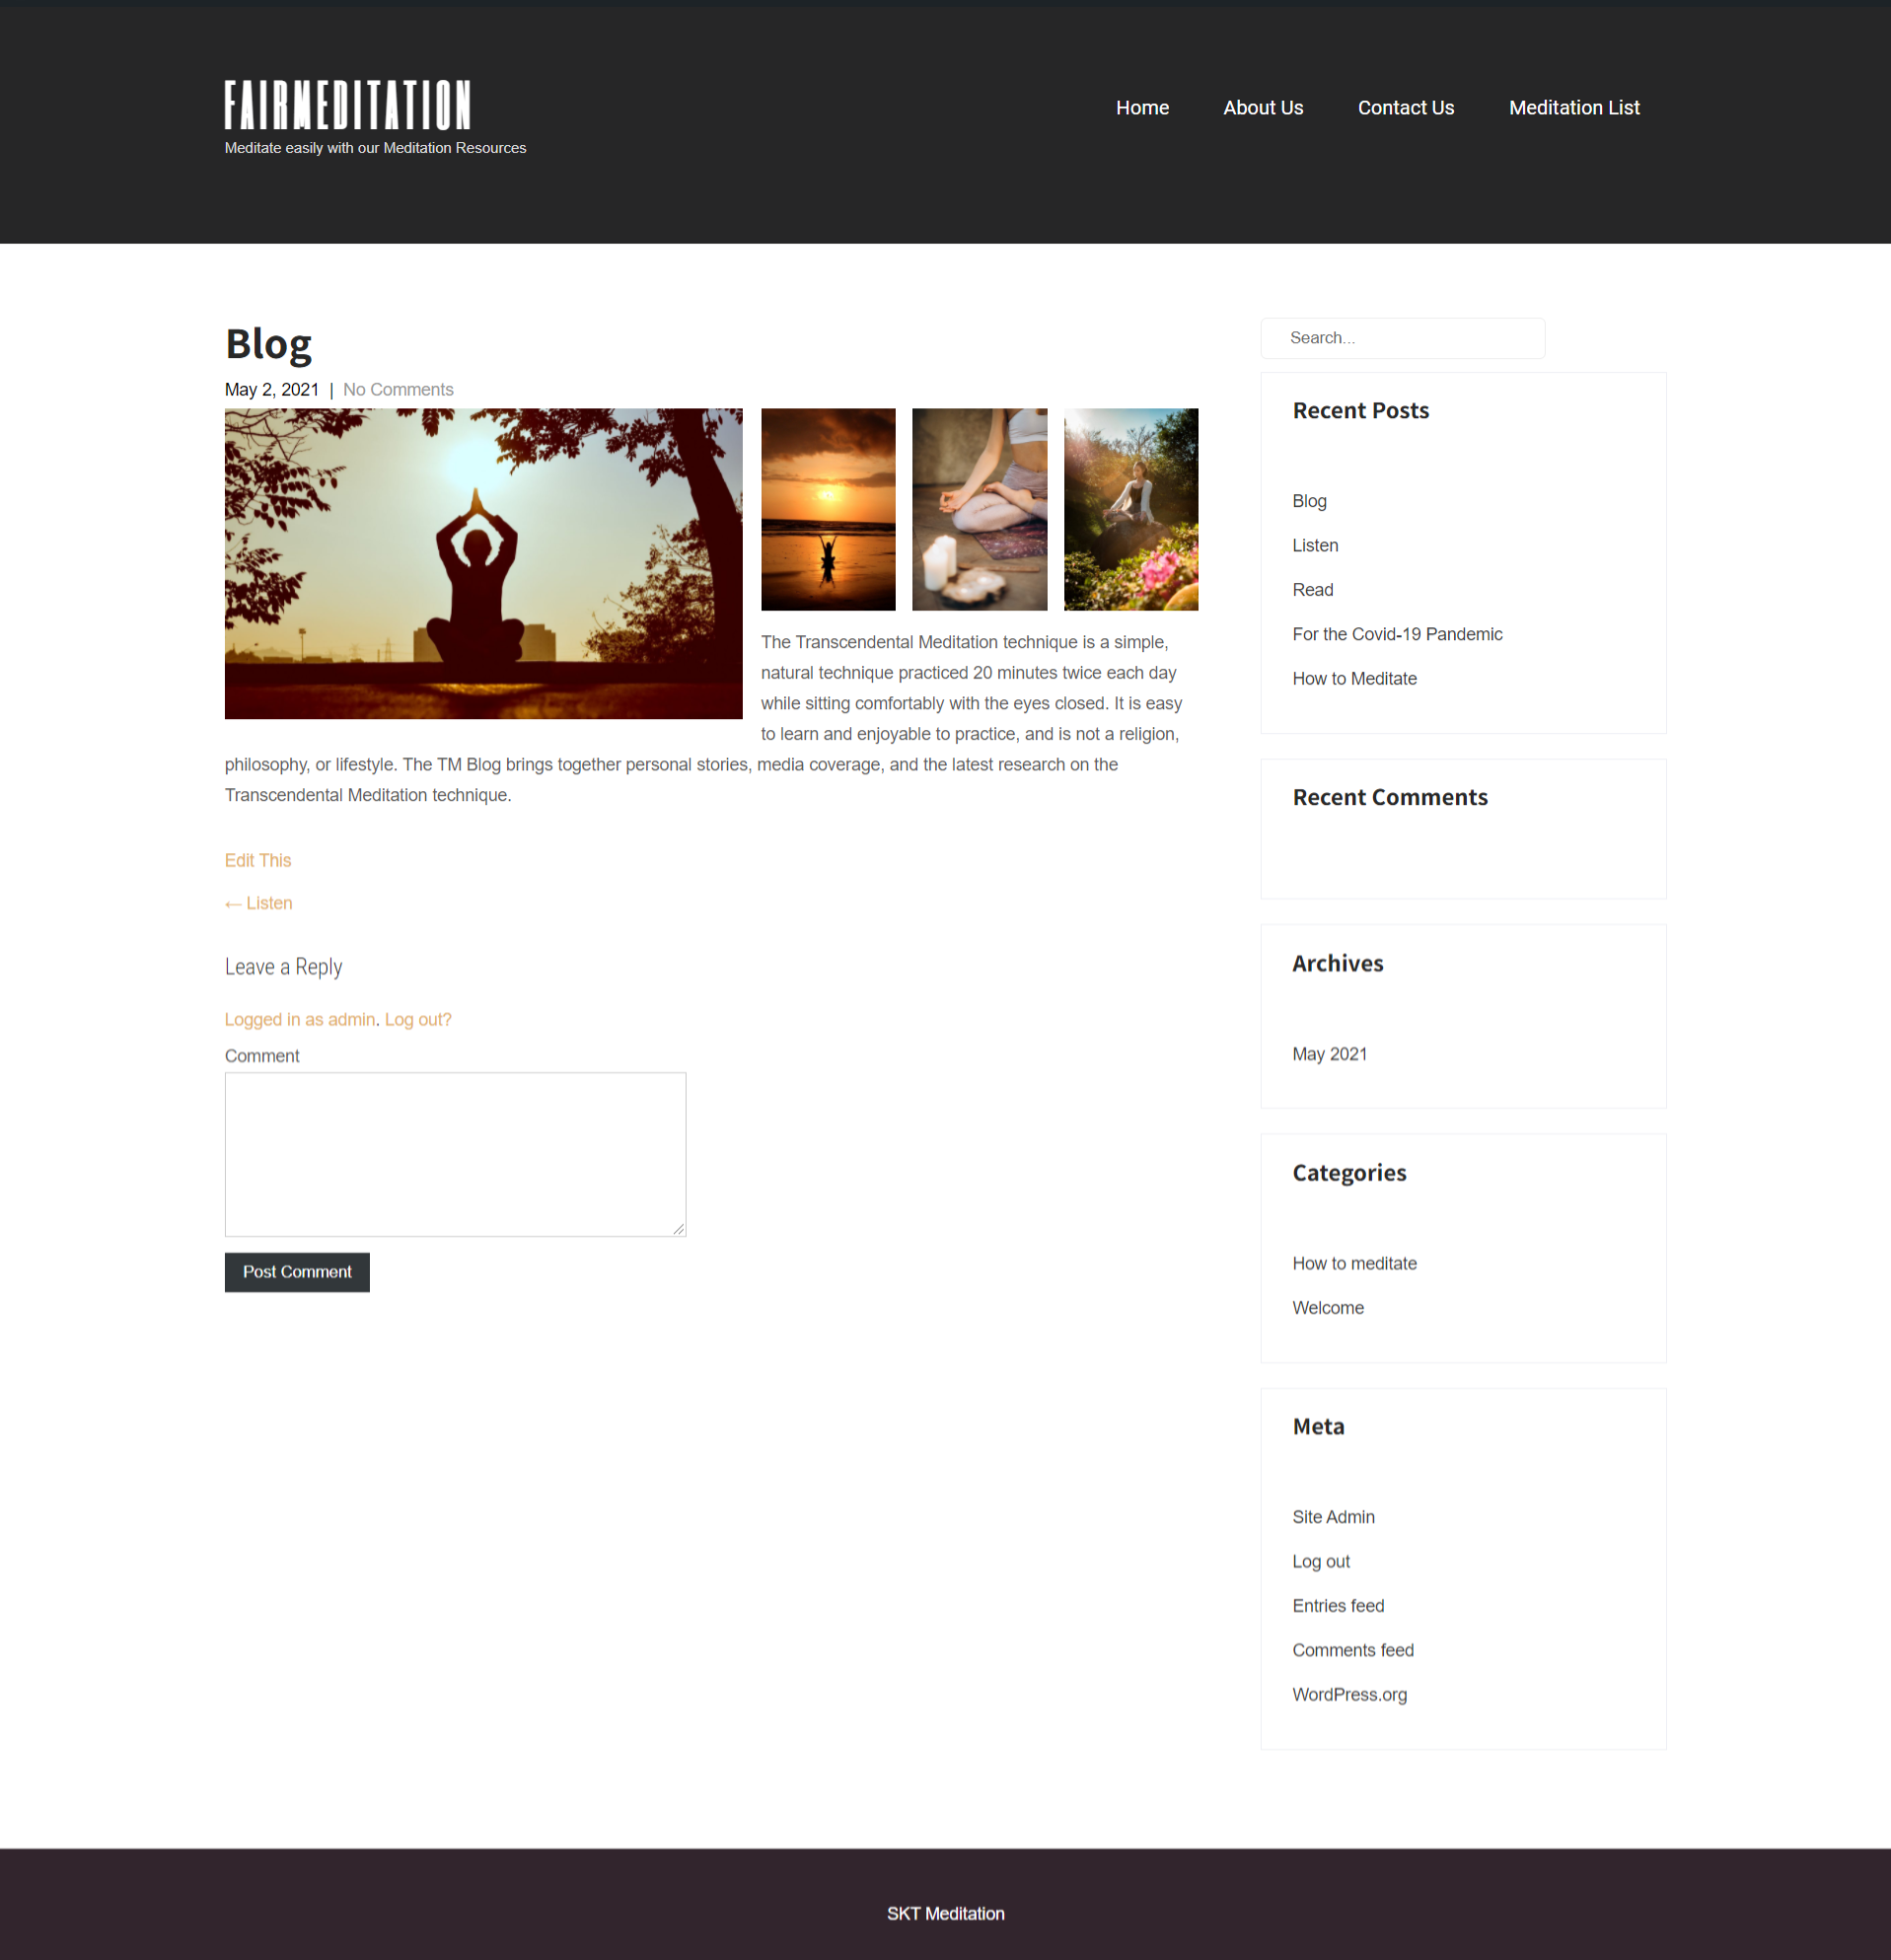 FAIRMEDITATION
Meditate easily with our Meditation Resources
Home
About Us
Contact Us
Meditation List
Blog
May 2, 2021 | No Comments
The Transcendental Meditation technique is a simple,
natural technique practiced 20 minutes twice each day
while sitting comfortably with the eyes closed. It is easy
to learn and enjoyable to practice, and is not a religion,
philosophy, or lifestyle. The TM Blog brings together personal stories, media coverage, and the latest research on the
Transcendental Meditation technique.
Edit This
← Listen
Leave a Reply
Logged in as admin. Log out?
Comment
Post Comment
Search...
Recent Posts
Blog
Listen
Read
For the Covid-19 Pandemic
How to Meditate
Recent Comments
Archives
May 2021
Categories
How to meditate
Welcome
Meta
Site Admin
Log out
Entries feed
Comments feed
WordPress.org
SKT Meditation